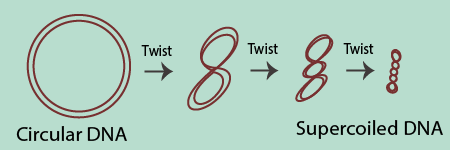 Twist
Twist
Twist
Circular DNA
Supercoiled DNA